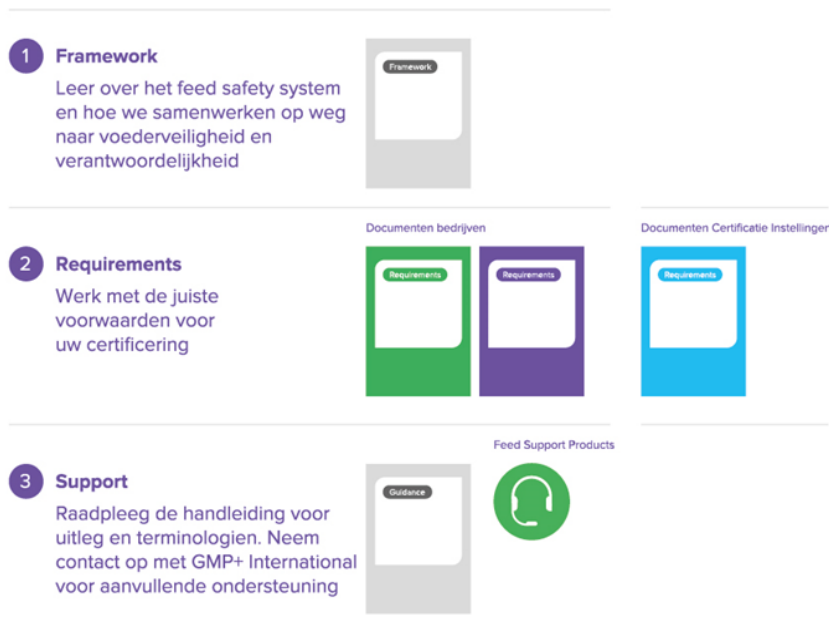 1
Framework
Leer over het feed safety system
en hoe we samenwerken op weg
naar voederveiligheid en
verantwoordelijkheid
Framework
2
Requirements
Werk met de juiste
voorwaarden voor
uw certificering
Documenten bedrijven
Requirements
Requirements
Documenten Certificatie Instellingen
Requirements
3
Support
Raadpleeg de handleiding voor
uitleg en terminologien. Neem
contact op met GMP+ International
voor aanvullende ondersteuning
Guidance
Feed Support Products